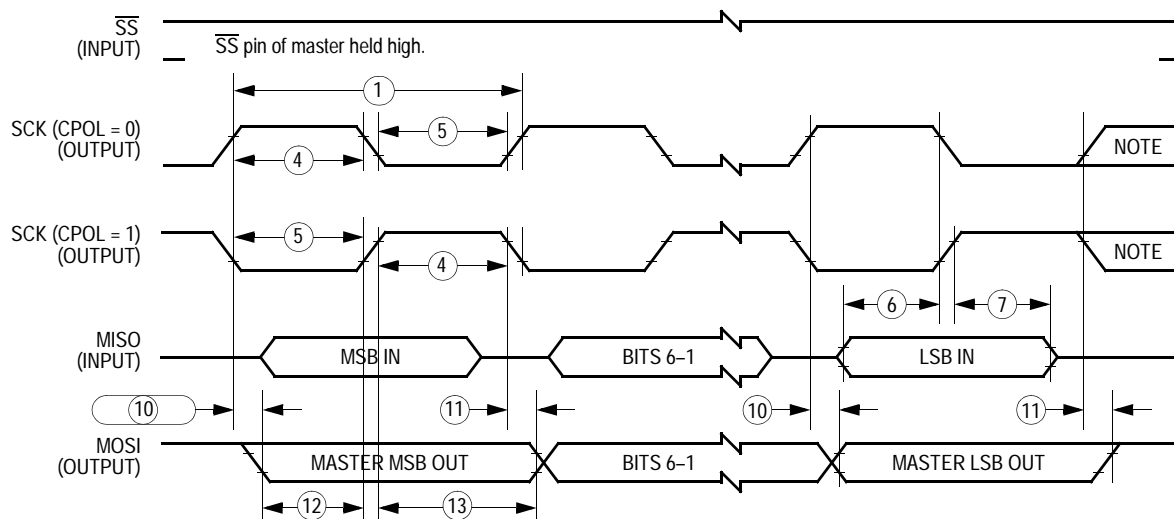 SS
(INPUT)
SS pin of master held high.
1
SCK (CPOL = 0)
(OUTPUT)
5
4
NOTE
SCK (CPOL = 1)
(OUTPUT)
5
4
NOTE
6
7
MISO
(INPUT)
MSB IN
BITS 6–1
LSB IN
10
11
10
11
MOSI
(OUTPUT)
MASTER MSB OUT
BITS 6–1
MASTER LSB OUT
12
13